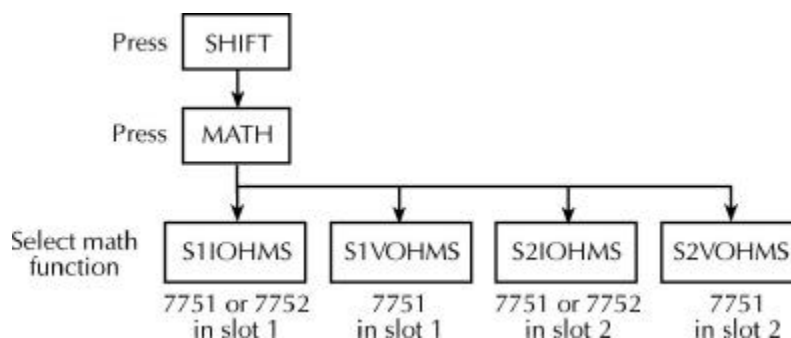 Press SHIFT
Press MATH
Select math function
S1IOHMS S1VOHMS S2IOHMS S2VOHMS
7751 or 7752 in slot 1
7751 in slot 1
7751 or 7752 in slot 2
7751 in slot 2